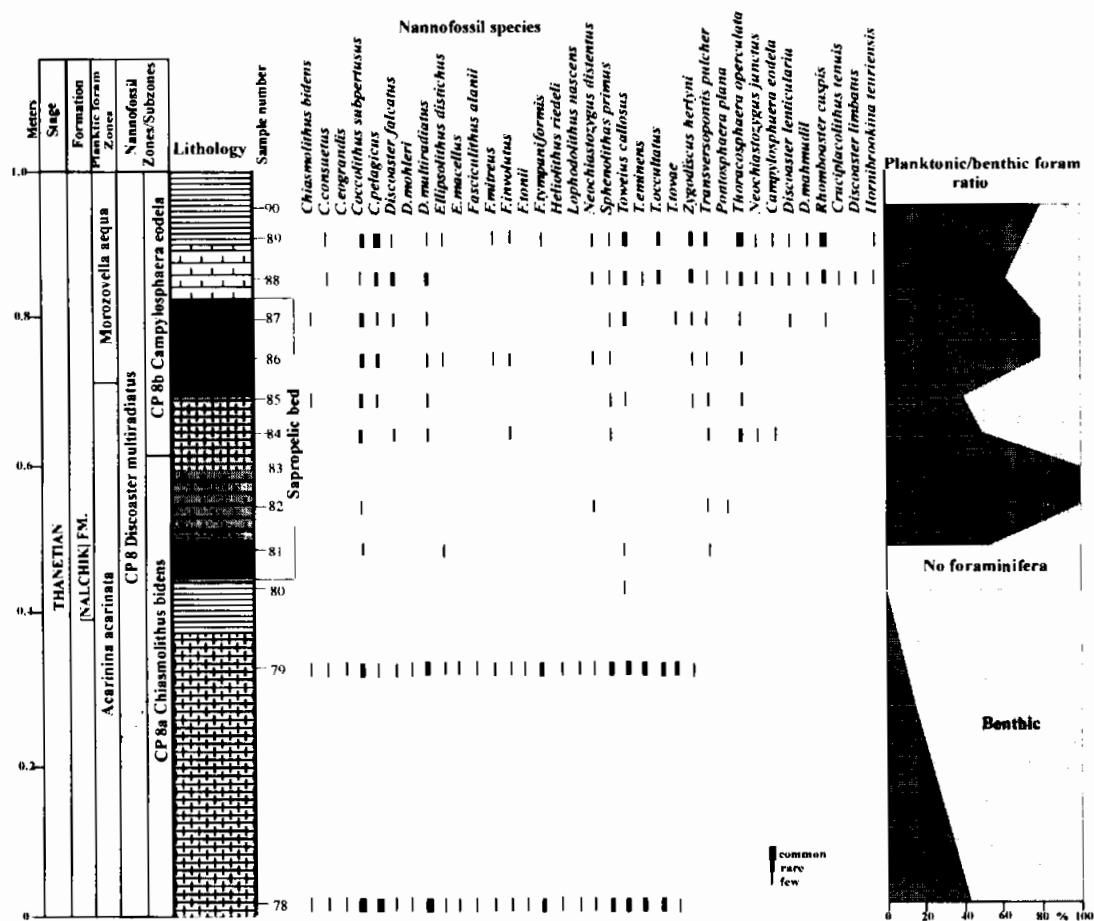 Nannofossil species
Meters
Stage
Formation
Planktic foram
Zones
Nannofossil
Zones/Subzones
Lithology
Sample number
Chiasmolithus bidens
C.consuetus
C.eograndis
Coccolithus subpertusus
C.pelagicus
Discoaster falcatus
D.mohleri
D.multiradiatus
Ellipsolithus distichus
E.macellus
Fasciculithus alanii
F.mitreus
F.involutus
F.tonii
F.tympaniformis
Heliolithus riedeli
Lophodolithus nascens
Neochiastozygus distentus
Sphenolithas primus
Toweius callosus
T.eminens
T.occultatus
T.tovae
Zygodiscus herlyni
Transversopontis pulcher
Pontosphaera plana
Thoracosphaera operculata
Neochiastozygus junctus
Campylosphuera eodela
Discoaster lenticularia
D.mahmudii
Rhomboaster cuspis
Cruciplacolithus tenuis
Discoaster limbatus
Hornibrookina teuriensis
Planktonic/benthic foram
ratio
1.0
0.8
0.6
0.4
0.2
0
THANETIAN
[NALCHIK] FM.
Morozovella aequa
Acarinina acarinata
CP 8 Discoaster multiradiatus
CP 8b Campylosphaera eodela
CP 8a Chiasmolithus bidens
90
89
88
87
86
85
84
83
82
81
80
79
78
Sapropelic bed
No foraminifera
Benthic
common
rare
few
0 20 40 60 80 % 100